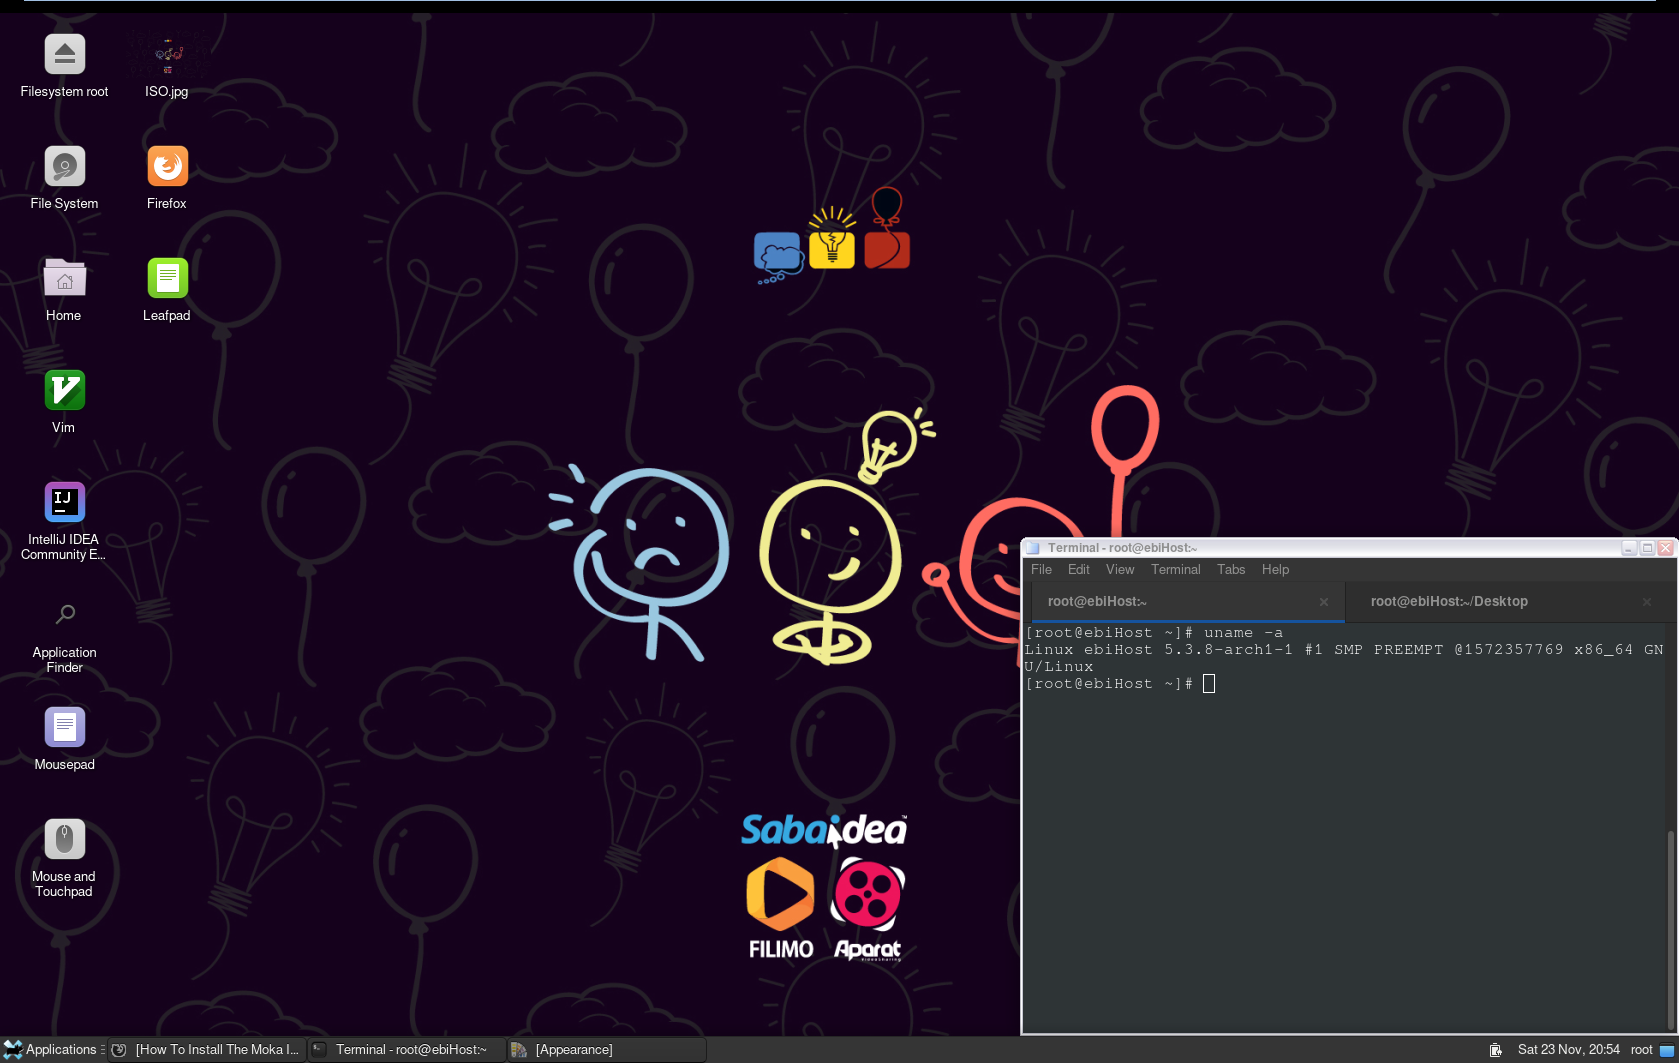 Filesystem root
ISO.jpg
File System
Firefox
Home
Leafpad
Vim
IJ
IntelliJ IDEA
Community E...
Application
Finder
Mousepad
Mouse and
Touchpad
Sabaidea
FILIMO
Aparat
Terminal - root@ebiHost:~
File Edit View Terminal Tabs Help
root@ebiHost:~
root@ebiHost:~/Desktop
[root@ebiHost ~]# uname -a
Linux ebiHost 5.3.8-arch1-1 #1 SMP PREEMPT @1572357769 x86_64 GN
U/Linux
[root@ebiHost ~]#
Applications
[How To Install The Moka I...
Terminal - root@ebiHost:~
[Appearance]
Sat 23 Nov, 20:54
root